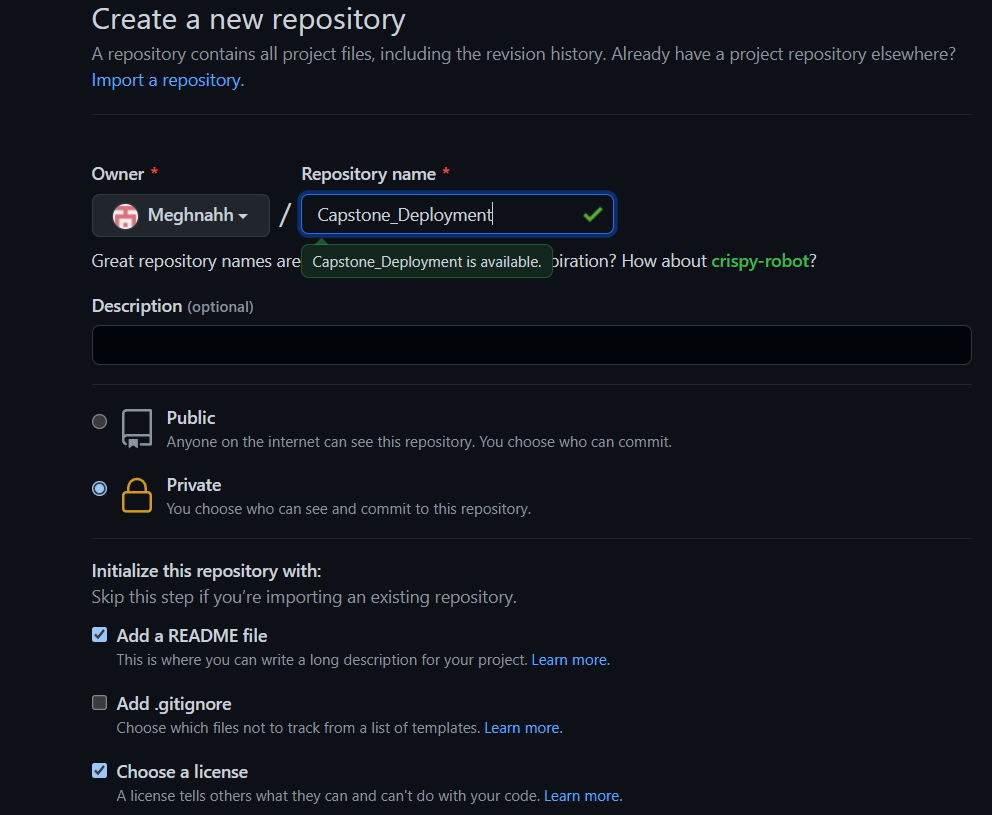 Create a new repository
A repository contains all project files, including the revision history. Already have a project repository elsewhere?
Import a repository.
Owner *
Repository name *
Meghnahh
/
Capstone_Deployment
Great repository names are
Capstone_Deployment is available.
piration? How about crispy-robot?
Description (optional)
Public
Anyone on the internet can see this repository. You choose who can commit.
Private
You choose who can see and commit to this repository.
Initialize this repository with:
Skip this step if you’re importing an existing repository.
Add a README file
This is where you can write a long description for your project. Learn more.
Add .gitignore
Choose which files not to track from a list of templates. Learn more.
Choose a license
A license tells others what they can and can't do with your code. Learn more.